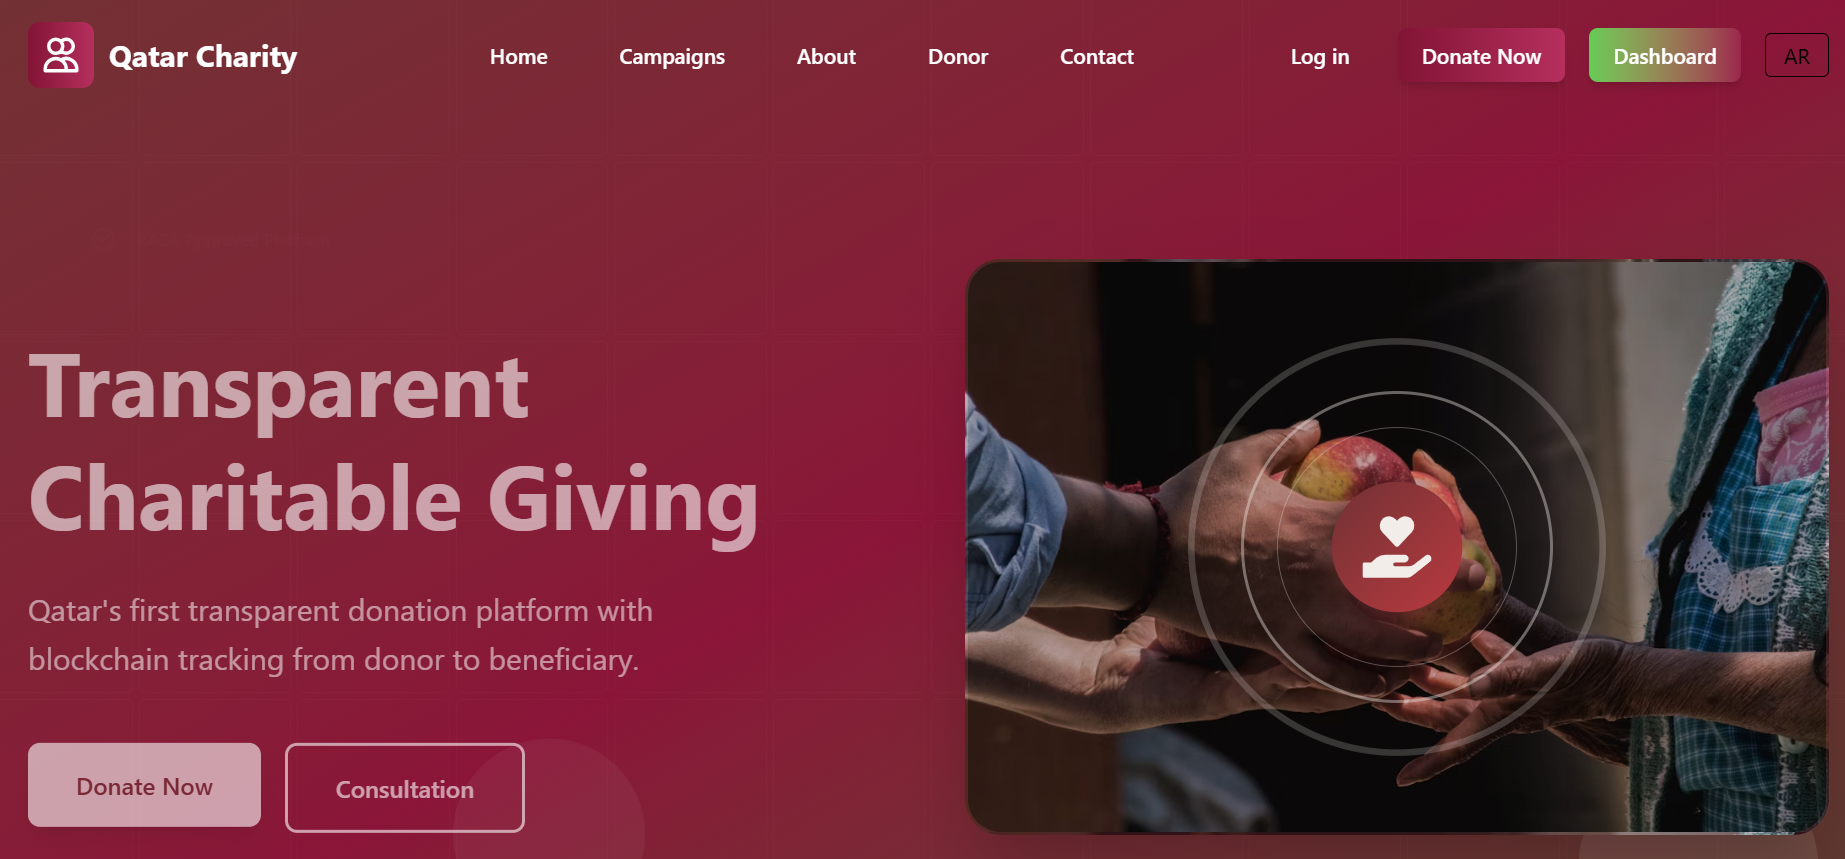 Qatar Charity
Home
Campaigns
About
Donor
Contact
Log in
Donate Now
Dashboard
AR
Transparent
Charitable Giving
Qatar's first transparent donation platform with
blockchain tracking from donor to beneficiary.
Donate Now
Consultation